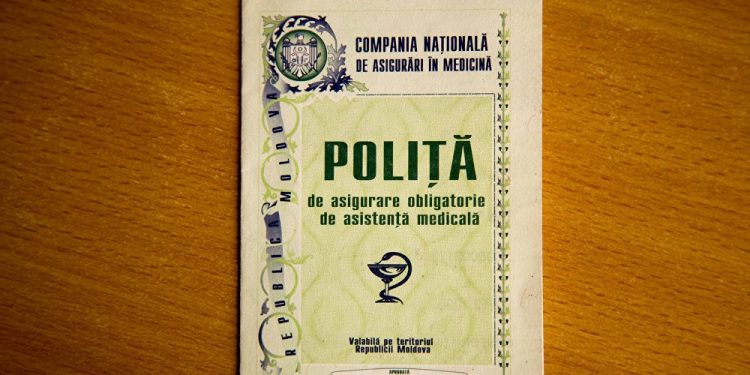 COMPANIA NAȚIONALĂ
DE ASIGURĂRI ÎN MEDICINĂ
REPUBLICA MOLDOVA
POLIȚĂ
de asigurare obligatorie
de asistență medicală
Valabilă pe teritoriul
Republicii Moldova
APROBATĂ